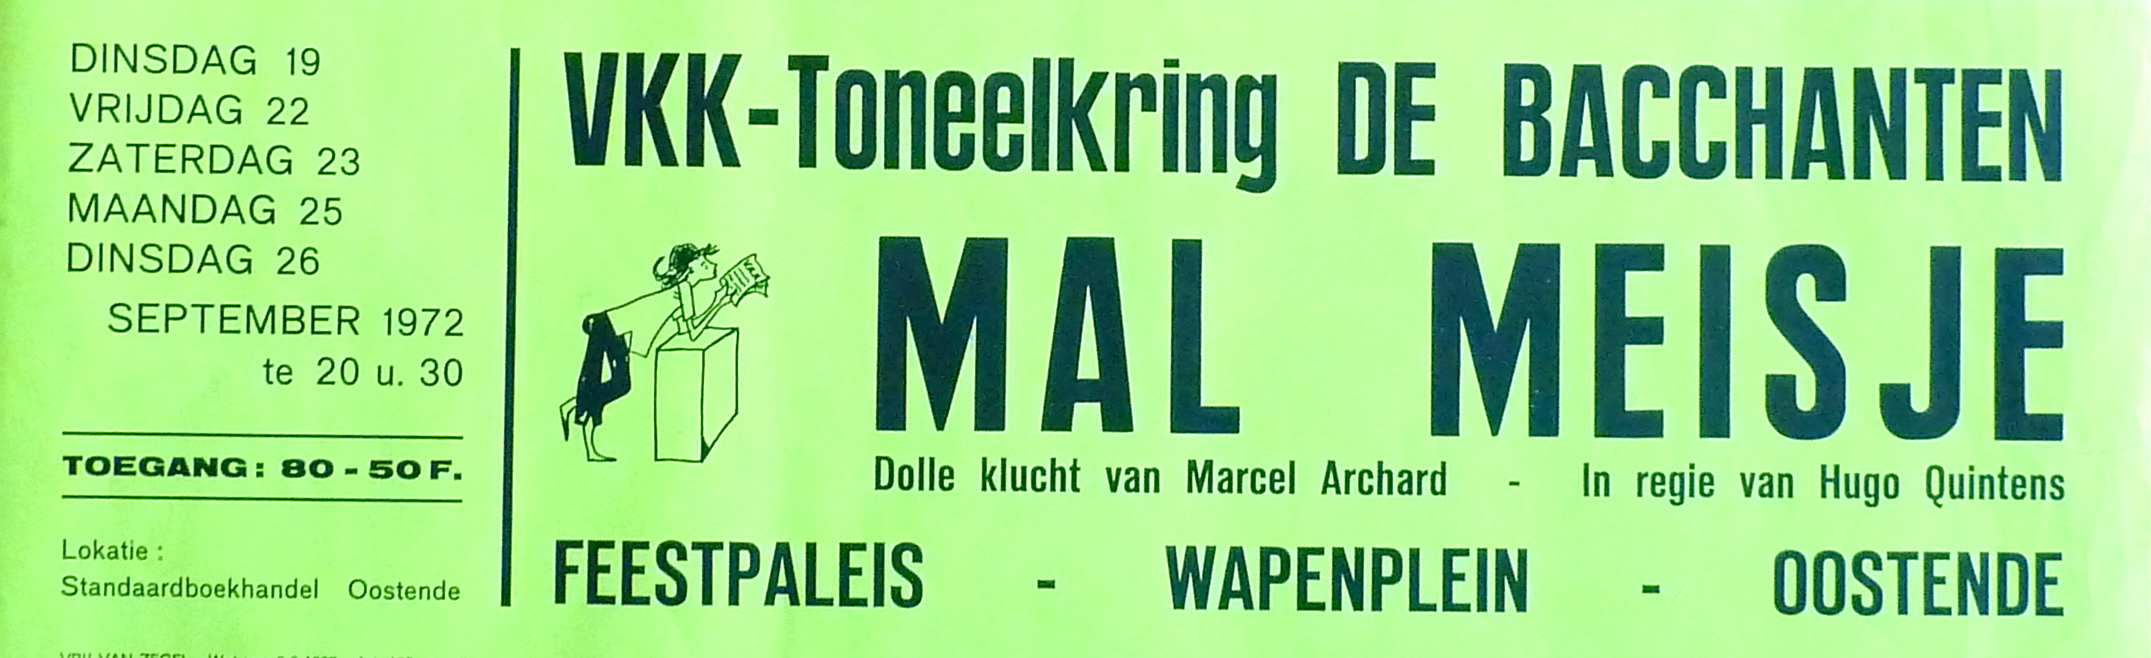 DINSDAG 19
VRIJDAG 22
ZATERDAG 23
MAANDAG 25
DINSDAG 26
SEPTEMBER 1972
te 20 u. 30
TOEGANG: 80 - 50 F.
Lokatie :
Standaardboekhandel Oostende
VKK-Toneelkring DE BACCHANTEN
MAL MEISJE
Dolle klucht van Marcel Archard - In regie van Hugo Quintens
FEESTPALEIS - WAPENPLEIN - OOSTENDE